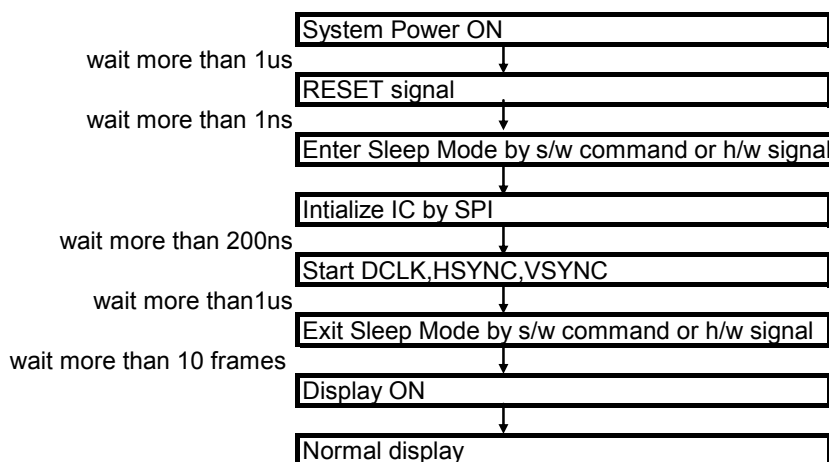 System Power ON
wait more than 1us
RESET signal
wait more than 1ns
Enter Sleep Mode by s/w command or h/w signal
Intialize IC by SPI
wait more than 200ns
Start DCLK,HSYNC,VSYNC
wait more than1us
Exit Sleep Mode by s/w command or h/w signal
wait more than 10 frames
Display ON
Normal display